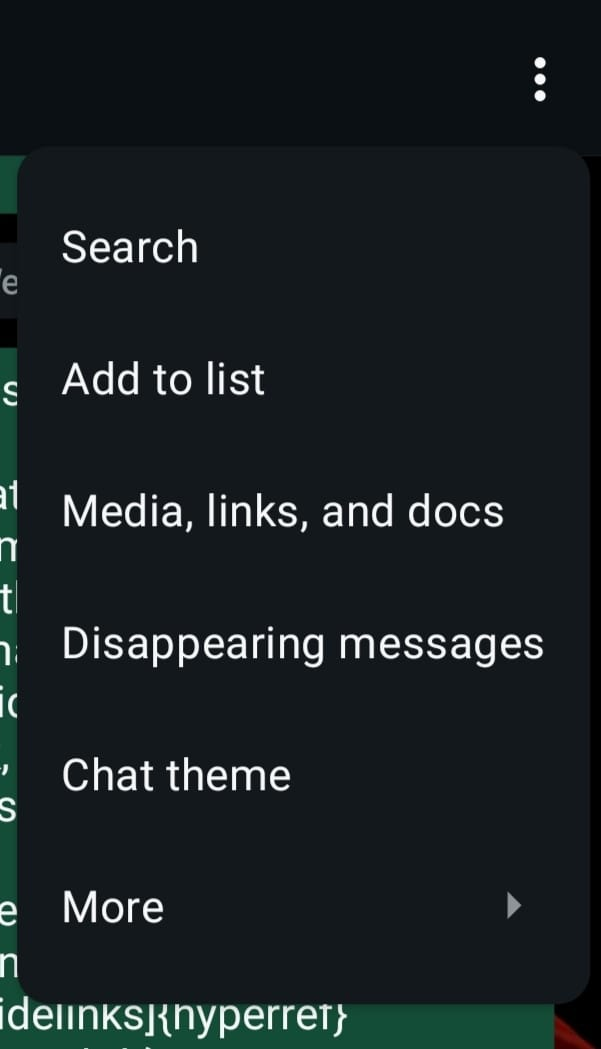 Search
Add to list
Media, links, and docs
Disappearing messages
Chat theme
More
idelinks]{hyperref}